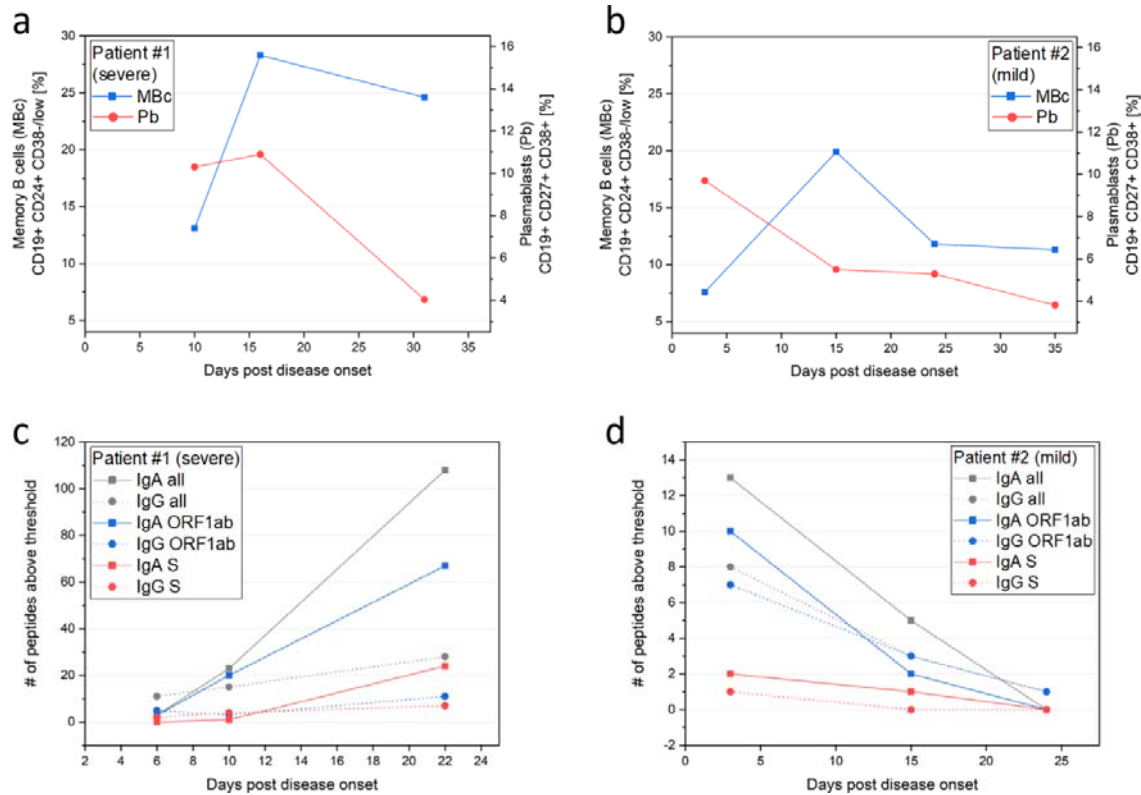 a
Patient #1
(severe)
MBc
Pb
Memory B cells (MBc)
CD19+ CD24+ CD38-/low [%]
30
25
20
15
10
5
16
14
12
10
8
6
4
Plasmablasts (Pb)
CD19+ CD27+ CD38+ [%]
0 5 10 15 20 25 30 35
Days post disease onset
b
Patient #2
(mild)
MBc
Pb
Memory B cells (MBc)
CD19+ CD24+ CD38-/low [%]
30
25
20
15
10
5
16
14
12
10
8
6
4
Plasmablasts (Pb)
CD19+ CD27+ CD38+ [%]
0 5 10 15 20 25 30 35
Days post disease onset
c
Patient #1 (severe)
IgA all
IgG all
IgA ORF1ab
IgG ORF1ab
IgA S
IgG S
# of peptides above threshold
120
100
80
60
40
20
0
2 4 6 8 10 12 14 16 18 20 22 24
Days post disease onset
d
Patient #2 (mild)
IgA all
IgG all
IgA ORF1ab
IgG ORF1ab
IgA S
IgG S
# of peptides above threshold
14
12
10
8
6
4
2
0
-2
0 5 10 15 20 25
Days post disease onset